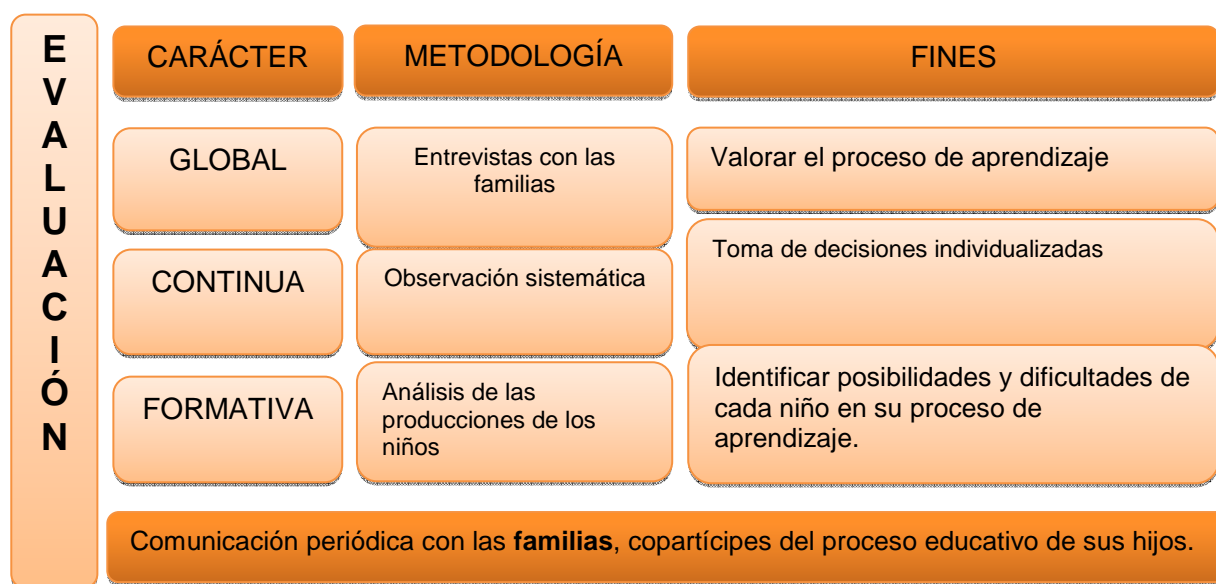 EVALUACIÓN
CARÁCTER
METODOLOGÍA
FINES
GLOBAL
Entrevistas con las
familias
Valorar el proceso de aprendizaje
CONTINUA
Observación sistemática
Toma de decisiones individualizadas
FORMATIVA
Análisis de las
producciones de los
niños
Identificar posibilidades y dificultades de
cada niño en su proceso de
aprendizaje.
Comunicación periódica con las familias, copartícipes del proceso educativo de sus hijos.